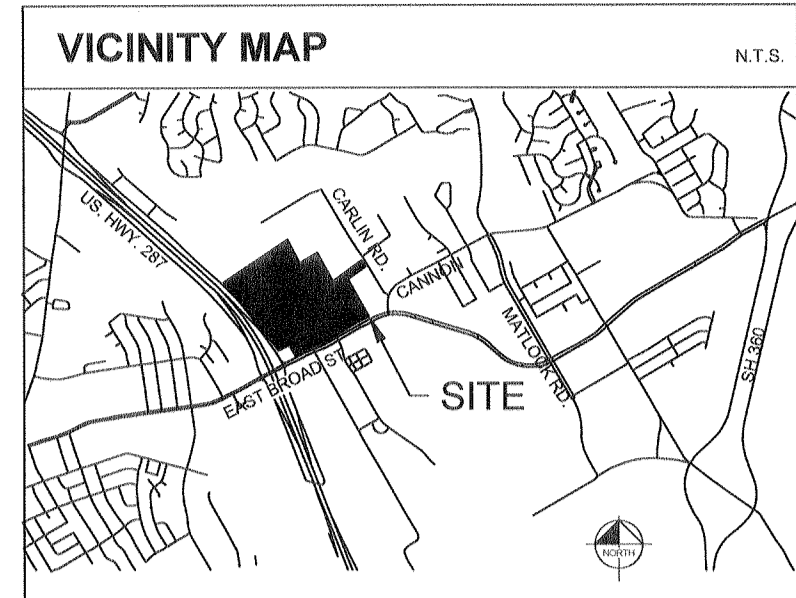 VICINITY MAP
N.T.S.
US. HWY. 287
CARLIN RD.
CANNON
MATLOCK RD.
EAST BROAD ST.
SITE
SH 360
NORTH